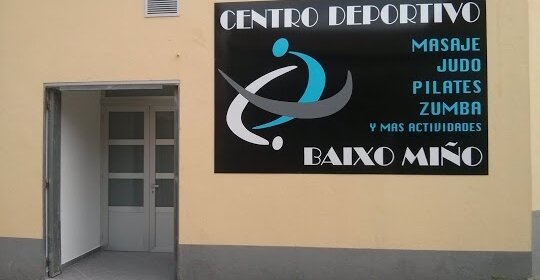 CENTRO DEPORTIVO
MASAJE
JUDO
PILATES
ZUMBA
Y MAS ACTIVIDADES
BAIXO MIÑO